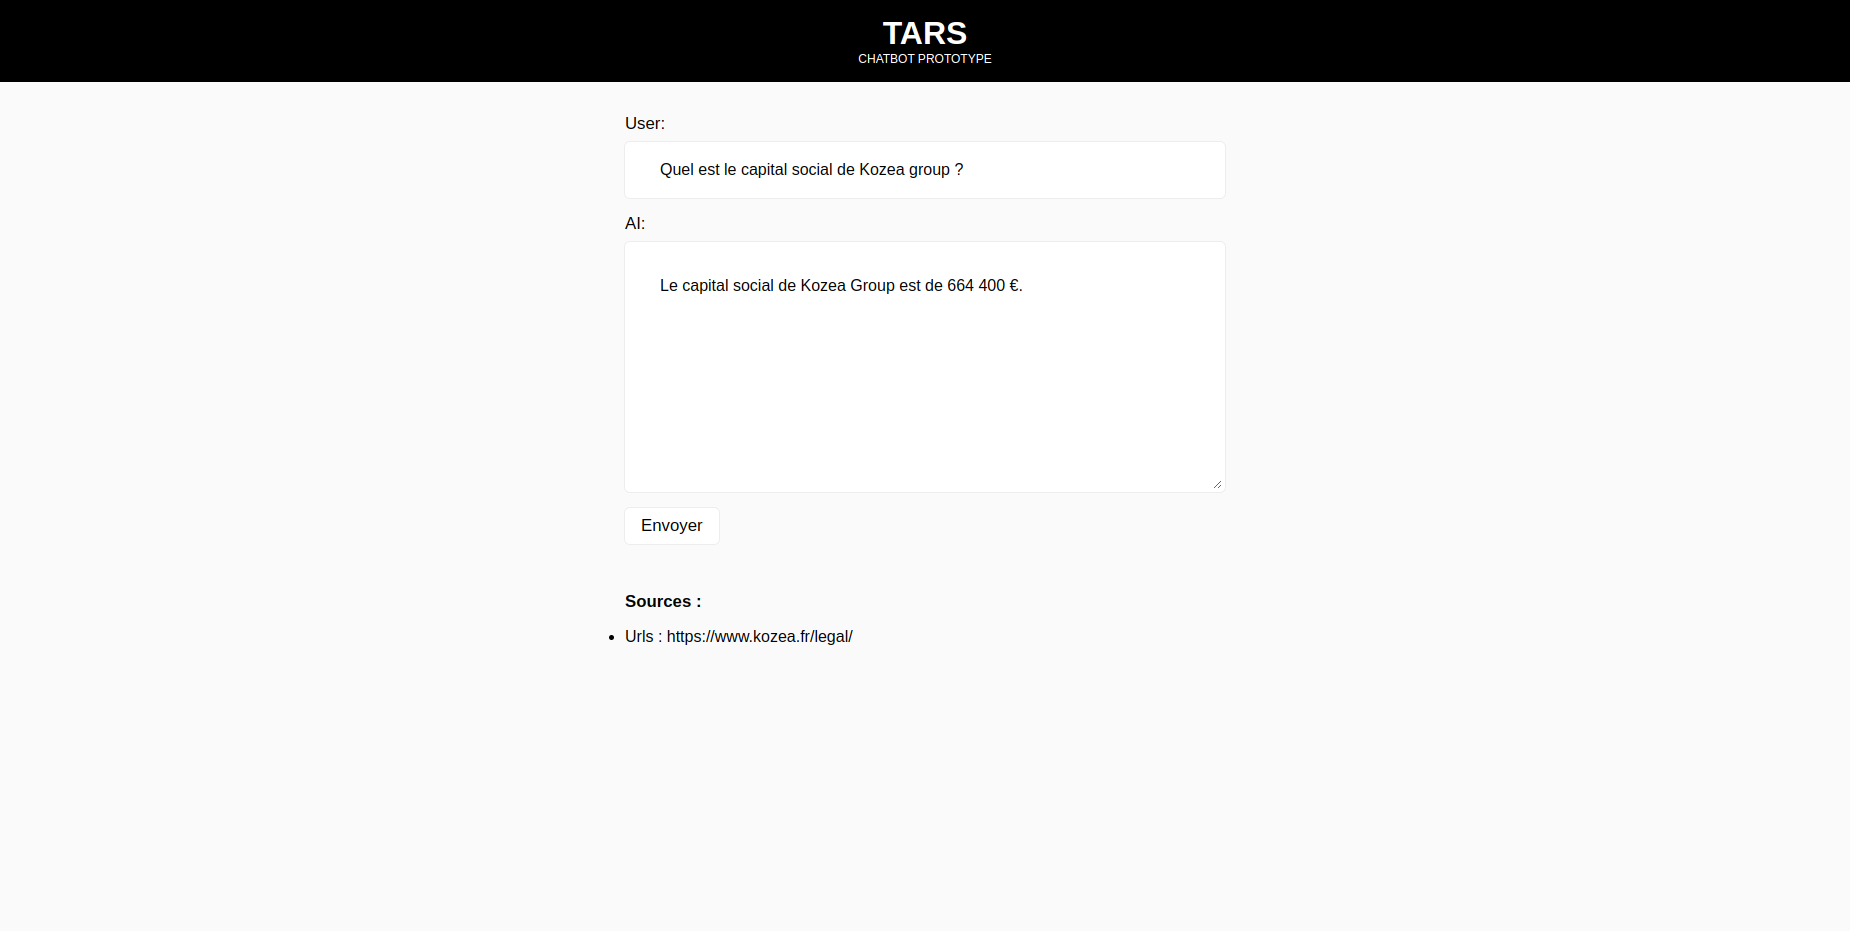 TARS
CHATBOT PROTOTYPE
User:
Quel est le capital social de Kozea group ?
AI:
Le capital social de Kozea Group est de 664 400 €.
Envoyer
Sources :
Urls : https://www.kozea.fr/legal/